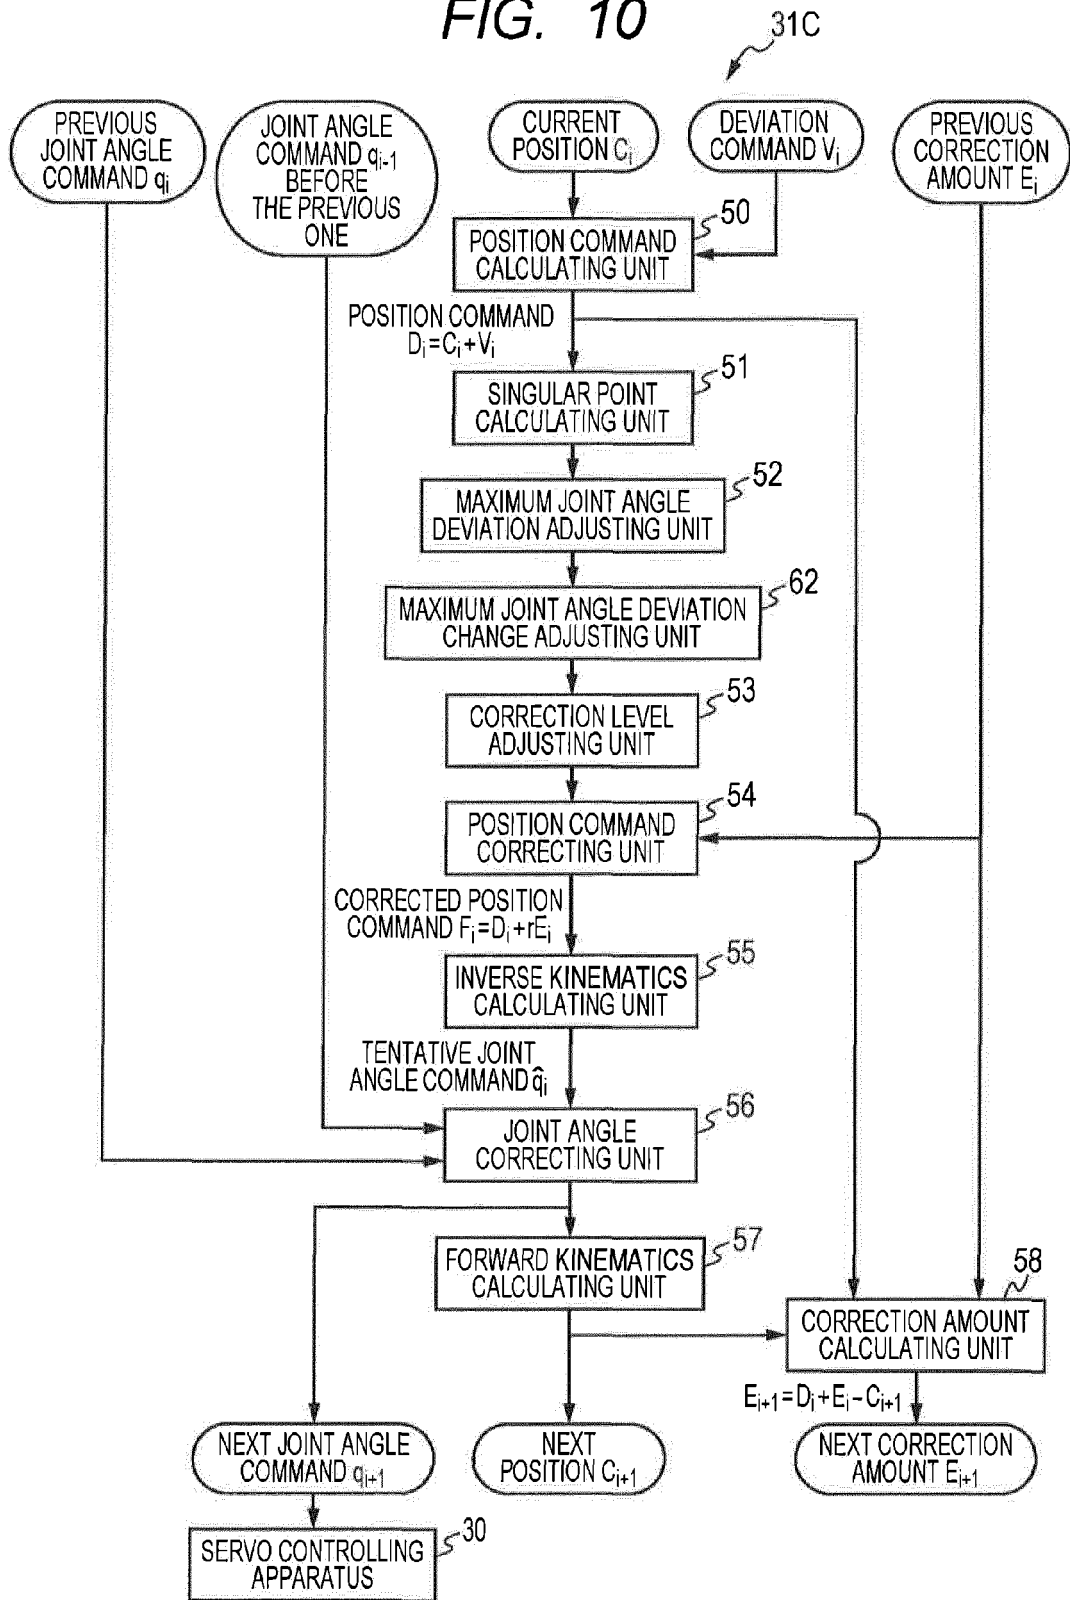 FIG. 10
31C
PREVIOUS
JOINT ANGLE
COMMAND qi
JOINT ANGLE
COMMAND qi-1
BEFORE
THE PREVIOUS
ONE
CURRENT
POSITION Ci
DEVIATION
COMMAND Vi
PREVIOUS
CORRECTION
AMOUNT Ei
50
POSITION COMMAND
CALCULATING UNIT
POSITION COMMAND
Di=Ci+Vi
51
SINGULAR POINT
CALCULATING UNIT
52
MAXIMUM JOINT ANGLE
DEVIATION ADJUSTING UNIT
62
MAXIMUM JOINT ANGLE DEVIATION
CHANGE ADJUSTING UNIT
53
CORRECTION LEVEL
ADJUSTING UNIT
54
POSITION COMMAND
CORRECTING UNIT
CORRECTED POSITION
COMMAND Fi=Di+rEi
55
INVERSE KINEMATICS
CALCULATING UNIT
TENTATIVE JOINT
ANGLE COMMAND q̂i
56
JOINT ANGLE
CORRECTING UNIT
57
FORWARD KINEMATICS
CALCULATING UNIT
58
CORRECTION AMOUNT
CALCULATING UNIT
Ei+1=Di+Ei-Ci+1
NEXT JOINT ANGLE
COMMAND qi+1
NEXT
POSITION Ci+1
NEXT CORRECTION
AMOUNT Ei+1
30
SERVO CONTROLLING
APPARATUS